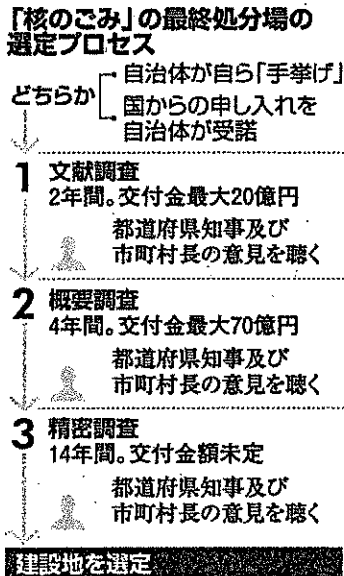 「核のごみ」の最終処分場の
選定プロセス
どちらか
自治体が自ら「手挙げ」
国からの申し入れを
自治体が受諾
1 文献調査
2年間。交付金最大20億円
都道府県知事及び
市町村長の意見を聴く
2 概要調査
4年間。交付金最大70億円
都道府県知事及び
市町村長の意見を聴く
3 精密調査
14年間。交付金額未定
都道府県知事及び
市町村長の意見を聴く
建設地を選定